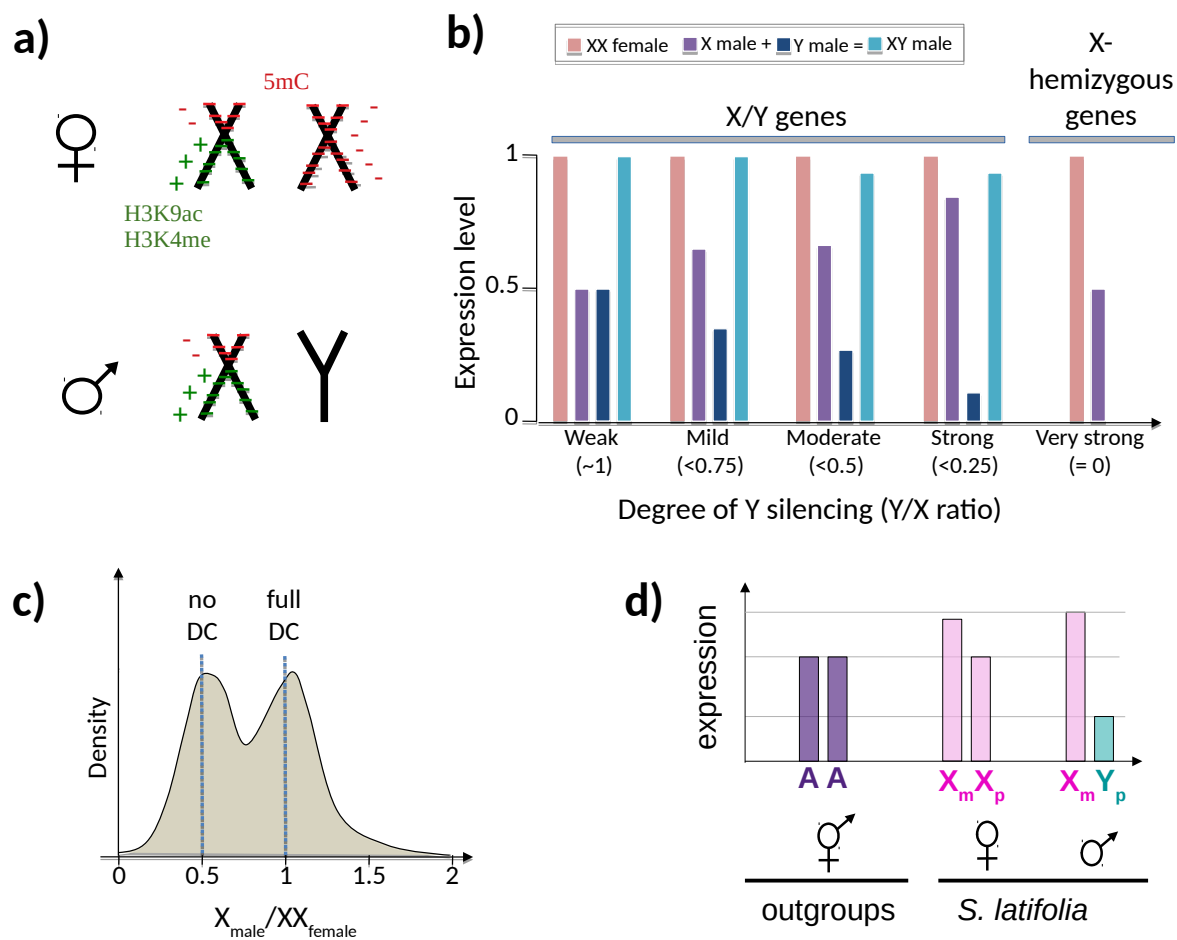 a)
5mC
H3K9ac
H3K4me
b)
XX female X male + Y male = XY male
X/Y genes
X-
hemizygous
genes
Expression level
1
0.5
0
Weak Mild Moderate Strong Very strong
(~1) (<0.75) (<0.5) (<0.25) (= 0)
Degree of Y silencing (Y/X ratio)
c)
no full
DC DC
Density
0 0.5 1 1.5 2
Xmale/XXfemale
d)
expression
A A Xm Xp Xm Yp
outgroups S. latifolia